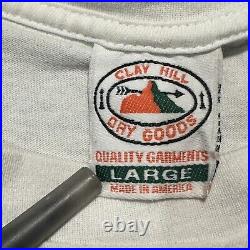 CLAY HILL
DRY GOODS
QUALITY GARMENTS
LARGE
MADE IN AMERICA